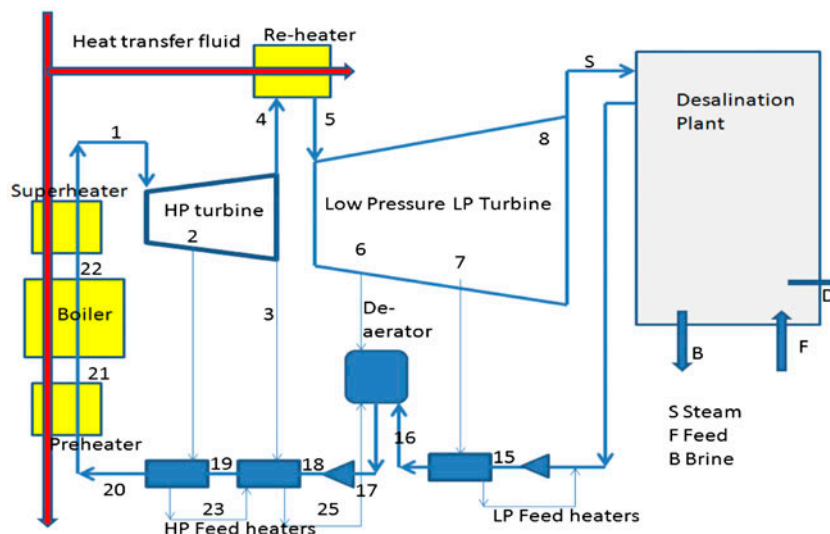 Heat transfer fluid
Re-heater
S
Desalination
Plant
1
4
5
8
Superheater
HP turbine
Low Pressure LP Turbine
2
6
7
22
Boiler
3
De-
aerator
D
21
B
F
Preheater
16
S Steam
F Feed
B Brine
20
19
18
17
15
23
25
HP Feed heaters
LP Feed heaters